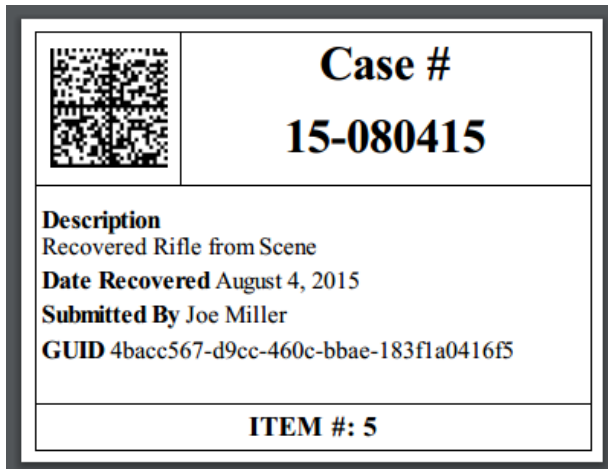 Case #
15-080415
Description
Recovered Rifle from Scene
Date Recovered August 4, 2015
Submitted By Joe Miller
GUID 4bacc567-d9cc-460c-bbae-183f1a0416f5
ITEM #: 5